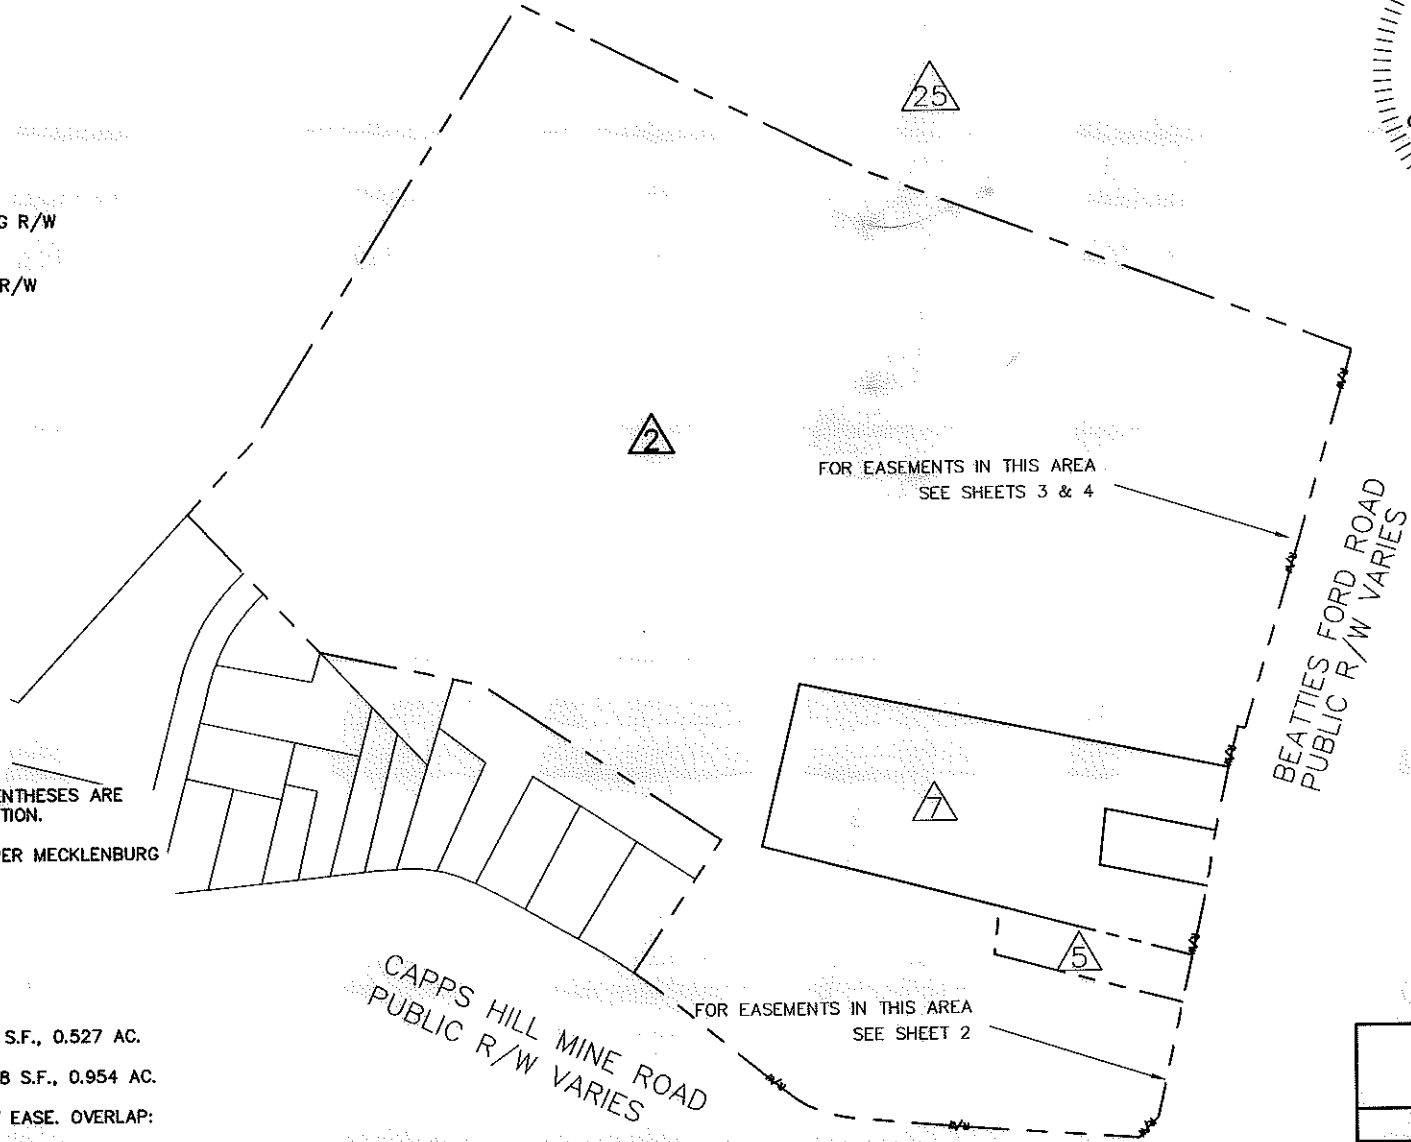 25
G R/W
R/W
2
FOR EASEMENTS IN THIS AREA
SEE SHEETS 3 & 4
BEATTIES FORD ROAD
PUBLIC R/W VARIES
7
ENTHESES ARE
TION.
PER MECKLENBURG
5
CAPPS HILL MINE ROAD
PUBLIC R/W VARIES
FOR EASEMENTS IN THIS AREA
SEE SHEET 2
S.F., 0.527 AC.
8 S.F., 0.954 AC.
EASE. OVERLAP:
R/W
R/W
R/W
R/W
R/W
R/W
R/W